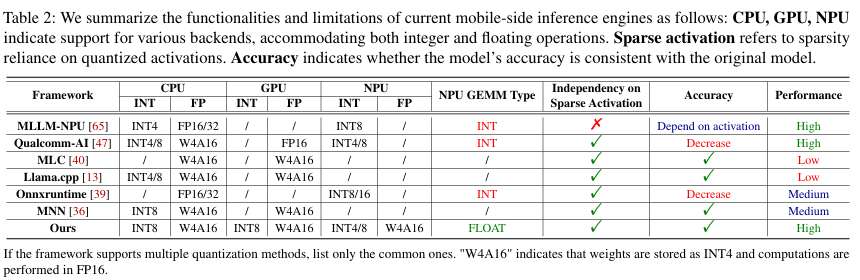 Table 2: We summarize the functionalities and limitations of current mobile-side inference engines as follows: CPU, GPU, NPU
indicate support for various backends, accommodating both integer and floating operations. Sparse activation refers to sparsity
reliance on quantized activations. Accuracy indicates whether the model's accuracy is consistent with the original model.
Framework CPU GPU NPU NPU GEMM Type Independency on Sparse Activation Accuracy Performance
INT FP INT FP INT FP
MLLM-NPU [65] INT4 FP16/32 / / INT8 / INT ✗ Depend on activation High
Qualcomm-AI [47] INT4/8 W4A16 / FP16 INT4/8 / INT ✓ Decrease High
MLC [40] / W4A16 / W4A16 / / / ✓ ✓ Low
Llama.cpp [13] INT4/8 W4A16 / W4A16 / / / ✓ ✓ Low
Onnxruntime [39] / FP16/32 / / INT8/16 / INT ✓ Decrease Medium
MNN [36] INT8 W4A16 / W4A16 / / / ✓ ✓ Medium
Ours INT8 W4A16 INT8 W4A16 INT4/8 W4A16 FLOAT ✓ ✓ High
If the framework supports multiple quantization methods, list only the common ones. "W4A16" indicates that weights are stored as INT4 and computations are
performed in FP16.